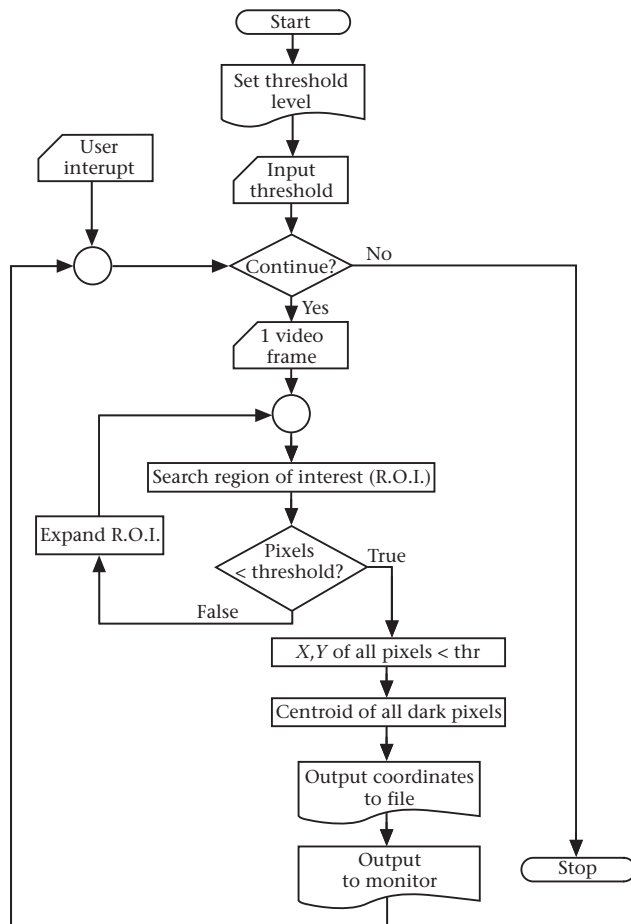 Start
Set threshold
level
User
interupt
Input
threshold
Continue?
No
Yes
1 video
frame
Search region of interest (R.O.I.)
Expand R.O.I.
Pixels
< threshold?
True
False
X,Y of all pixels < thr
Centroid of all dark pixels
Output coordinates
to file
Output
to monitor
Stop